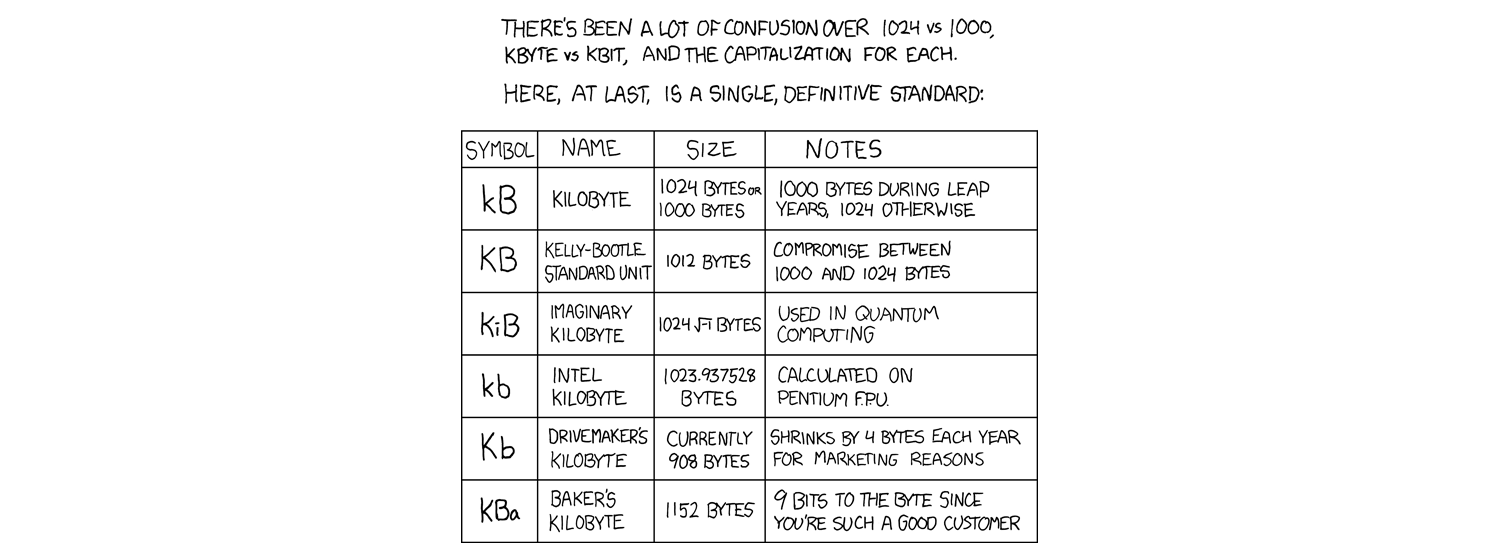 THERE'S BEEN A LOT OF CONFUSION OVER 1024 vs 1000,
KBYTE vs KBIT, AND THE CAPITALIZATION FOR EACH.
HERE, AT LAST, IS A SINGLE, DEFINITIVE STANDARD:
SYMBOL NAME SIZE NOTES
kB
KILOBYTE
1024 BYTES OR
1000 BYTES
1000 BYTES DURING LEAP
YEARS, 1024 OTHERWISE
KB
KELLY-BOOTLE
STANDARD UNIT
1012 BYTES
COMPROMISE BETWEEN
1000 AND 1024 BYTES
KiB
IMAGINARY
KILOBYTE
1024 √-1 BYTES
USED IN QUANTUM
COMPUTING
kb
INTEL
KILOBYTE
1023.937528
BYTES
CALCULATED ON
PENTIUM F.P.U.
Kb
DRIVEMAKER'S
KILOBYTE
CURRENTLY
908 BYTES
SHRINKS BY 4 BYTES EACH YEAR
FOR MARKETING REASONS
KBa
BAKER'S
KILOBYTE
1152 BYTES
9 BITS TO THE BYTE SINCE
YOU'RE SUCH A GOOD CUSTOMER